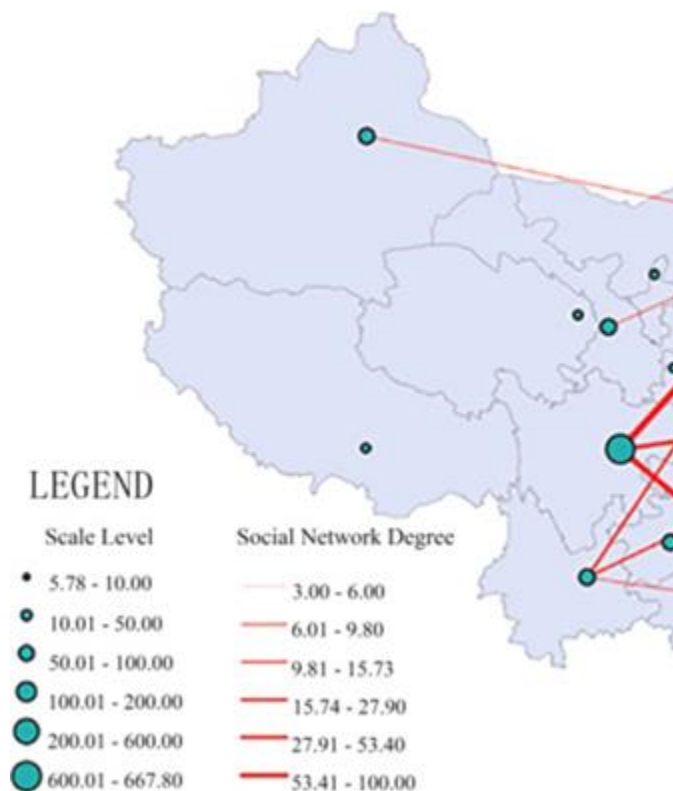 LEGEND
Scale Level
5.78 - 10.00
10.01 - 50.00
50.01 - 100.00
100.01 - 200.00
200.01 - 600.00
600.01 - 667.80
Social Network Degree
3.00 - 6.00
6.01 - 9.80
9.81 - 15.73
15.74 - 27.90
27.91 - 53.40
53.41 - 100.00